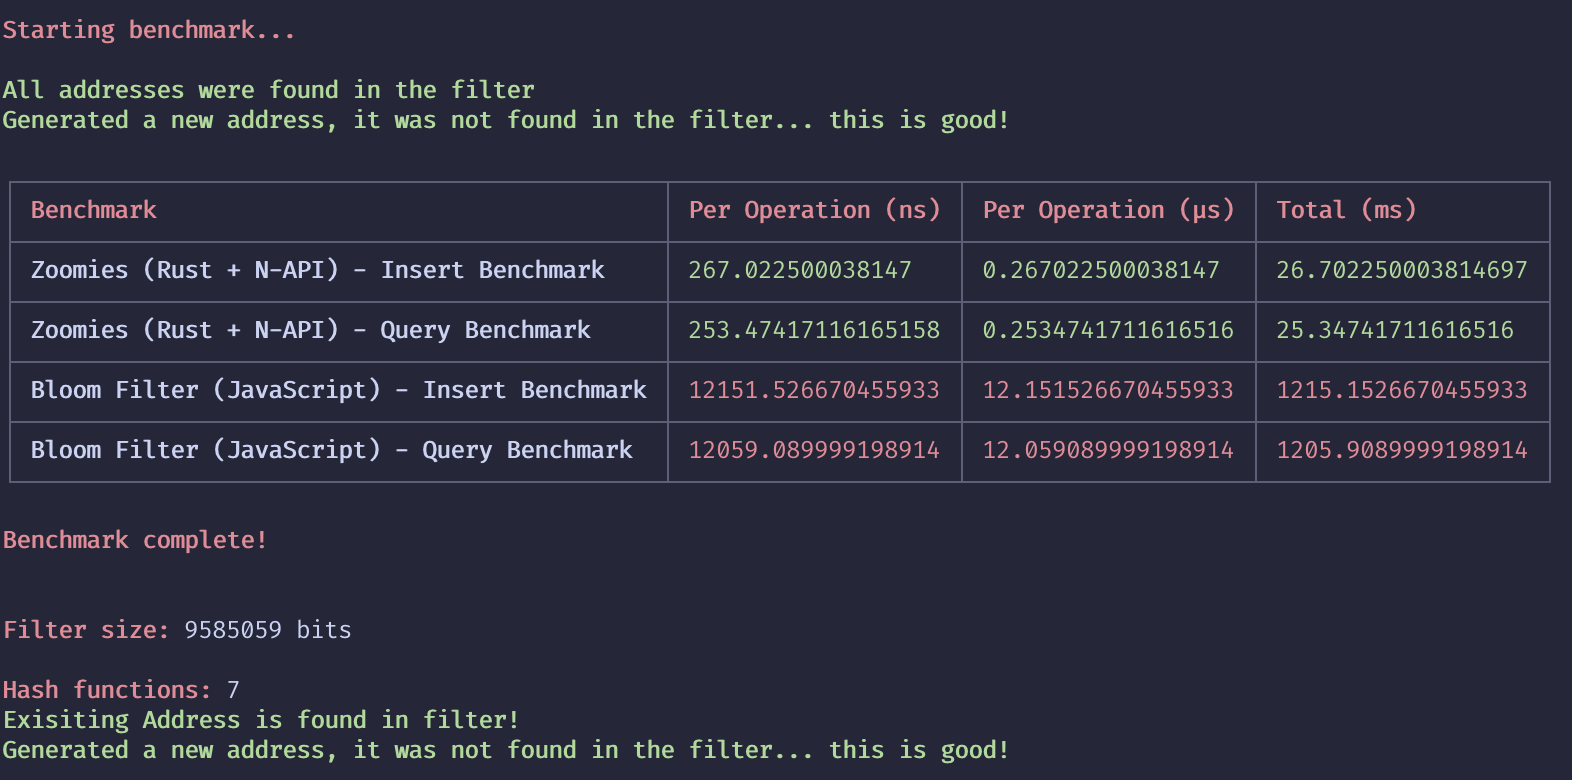 Starting benchmark...
All addresses were found in the filter
Generated a new address, it was not found in the filter... this is good!
Benchmark Per Operation (ns) Per Operation (µs) Total (ms)
Zoomies (Rust + N-API) - Insert Benchmark 267.022500038147 0.267022500038147 26.702250003814697
Zoomies (Rust + N-API) - Query Benchmark 253.47417116165158 0.2534741711616516 25.34741711616516
Bloom Filter (JavaScript) - Insert Benchmark 12151.526670455933 12.151526670455933 1215.1526670455933
Bloom Filter (JavaScript) - Query Benchmark 12059.089999198914 12.059089999198914 1205.9089999198914
Benchmark complete!
Filter size: 9585059 bits
Hash functions: 7
Exisiting Address is found in filter!
Generated a new address, it was not found in the filter... this is good!